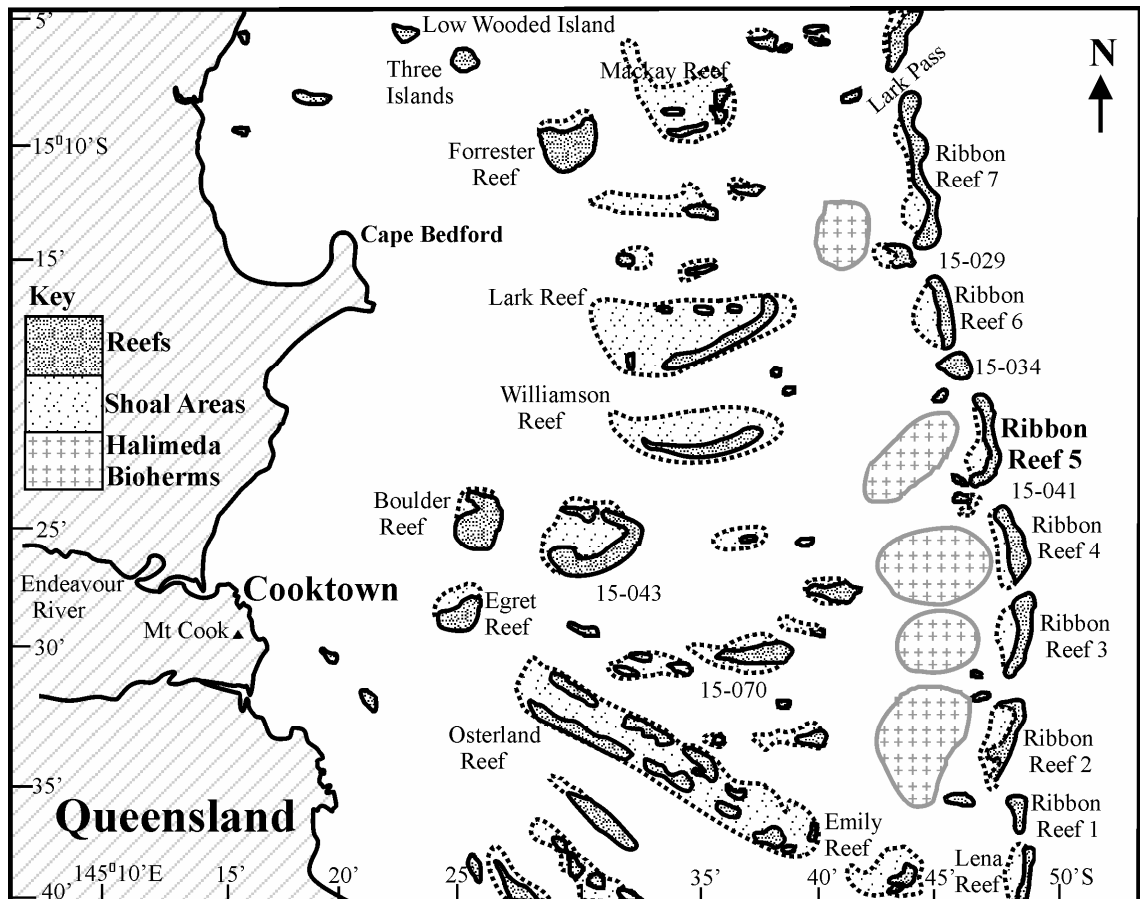 5'
Low Wooded Island
Three
Islands
Mackay Reef
Lark Pass
N
15▯10'S
Forrester
Reef
Ribbon
Reef 7
Cape Bedford
15'
15-029
Key
Reefs
Shoal Areas
Halimeda
Bioherms
Lark Reef
Ribbon
Reef 6
15-034
Williamson
Reef
Ribbon
Reef 5
15-041
Boulder
Reef
25'
Ribbon
Reef 4
Endeavour
River
Cooktown
15-043
Egret
Reef
Mt Cook
30'
Ribbon
Reef 3
15-070
Osterland
Reef
Ribbon
Reef 2
35'
Queensland
Ribbon
Reef 1
Emily
Reef
Lena
Reef
145▯10'E
40'
15'
20'
25'
35'
40'
45'
50'S